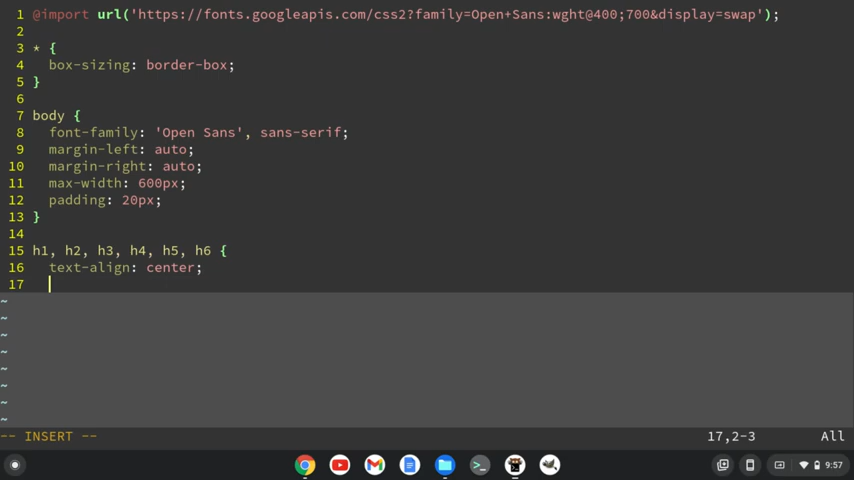 1 @import url('https://fonts.googleapis.com/css2?family=Open+Sans:wght@400;700&display=swap');
2
3 * {
4   box-sizing: border-box;
5 }
6
7 body {
8   font-family: 'Open Sans', sans-serif;
9   margin-left: auto;
10   margin-right: auto;
11   max-width: 600px;
12   padding: 20px;
13 }
14
15 h1, h2, h3, h4, h5, h6 {
16   text-align: center;
17
~
~
~
~
~
~
~
~
-- INSERT -- 17,2-3 All
9:57